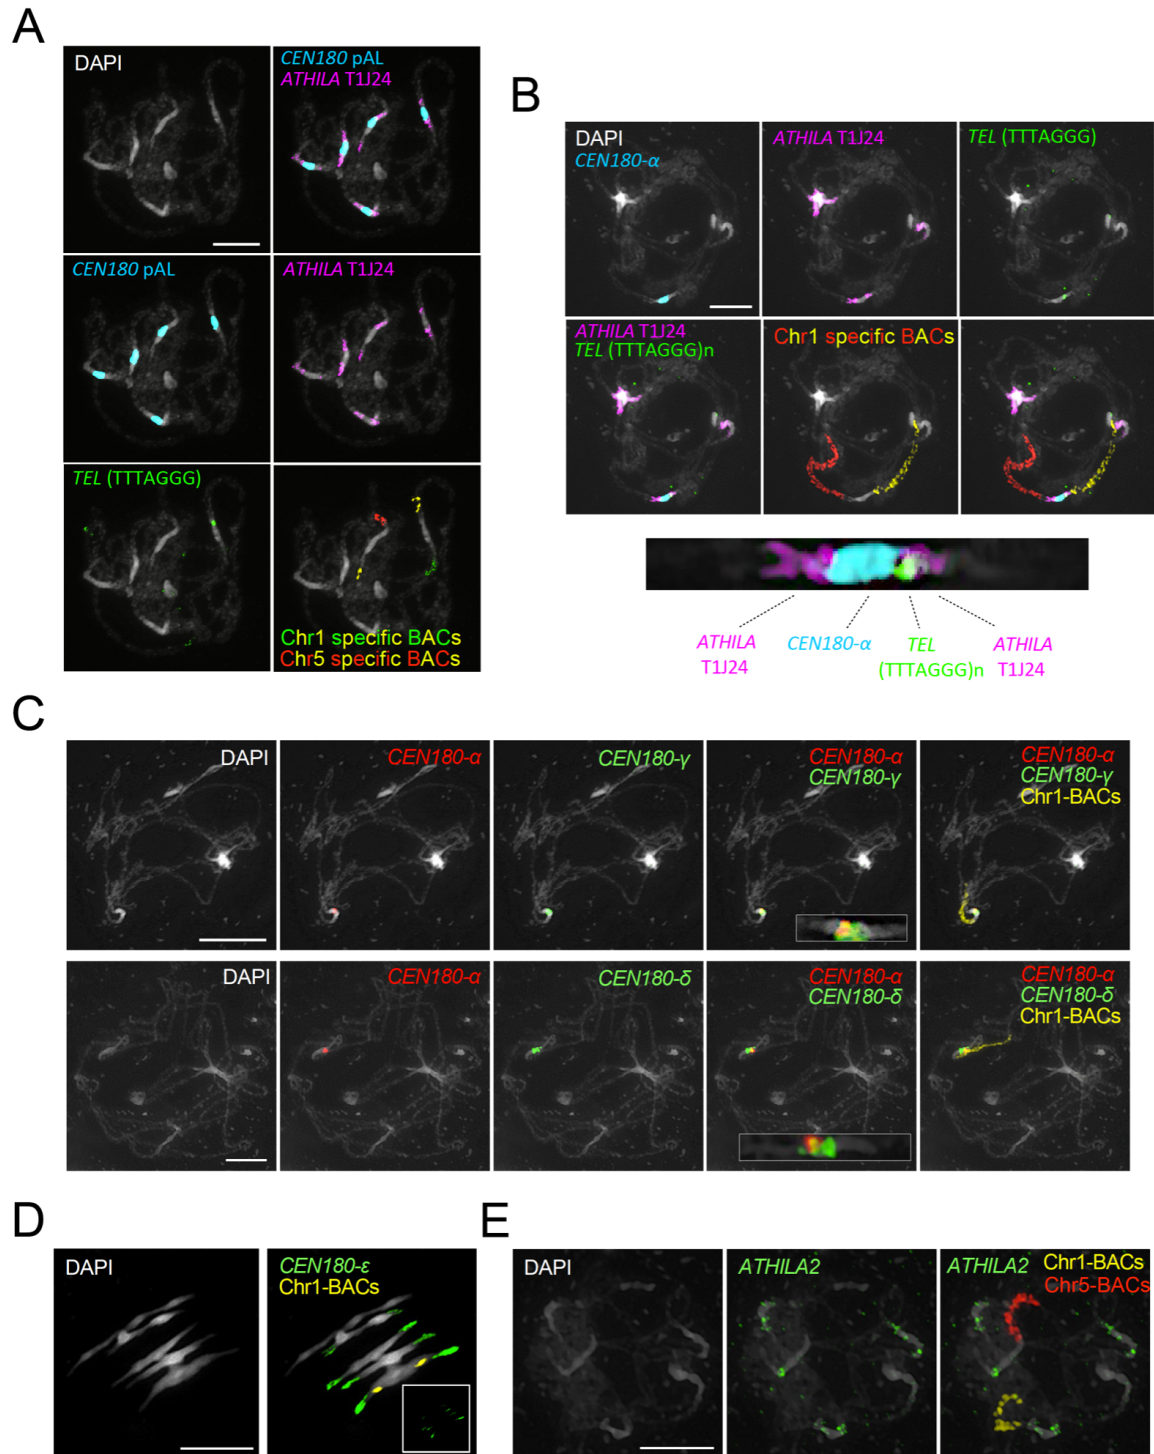 A
DAPI
CEN180 pAL
ATHILA T1J24
CEN180 pAL
ATHILA T1J24
TEL (TTTAGGG)
Chr1 specific BACs
Chr5 specific BACs
B
DAPI
CEN180-α
ATHILA T1J24
TEL (TTTAGGG)
ATHILA T1J24
TEL (TTTAGGG)n
Chr1 specific BACs
ATHILA
T1J24
CEN180-α
TEL
(TTTAGGG)n
ATHILA
T1J24
C
DAPI
CEN180-α
CEN180-γ
CEN180-α
CEN180-γ
CEN180-α
CEN180-γ
Chr1-BACs
DAPI
CEN180-α
CEN180-δ
CEN180-α
CEN180-δ
CEN180-α
CEN180-δ
Chr1-BACs
D
DAPI
CEN180-ε
Chr1-BACs
E
DAPI
ATHILA2
ATHILA2
Chr1-BACs
Chr5-BACs